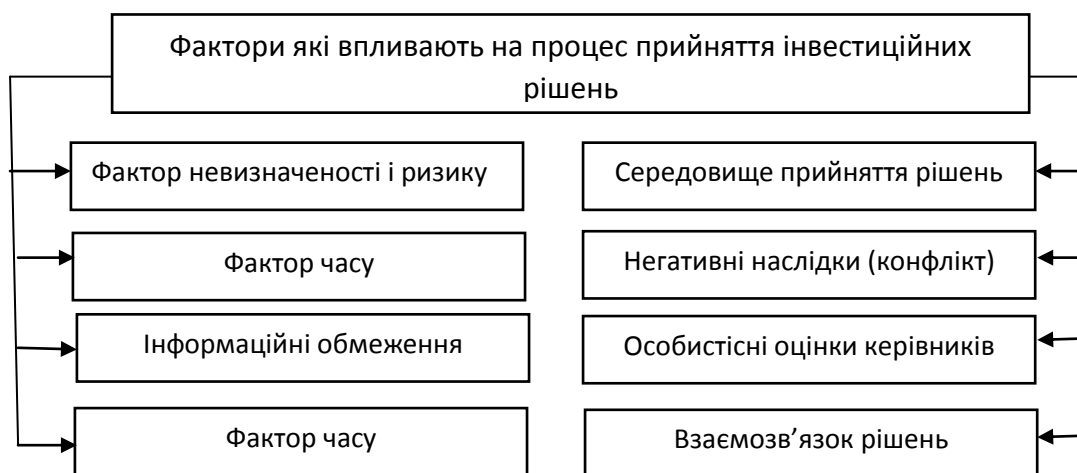 Фактори які впливають на процес прийняття інвестиційних
рішень
Фактор невизначеності і ризику
Середовище прийняття рішень
Фактор часу
Негативні наслідки (конфлікт)
Інформаційні обмеження
Особистісні оцінки керівників
Фактор часу
Взаємозв'язок рішень